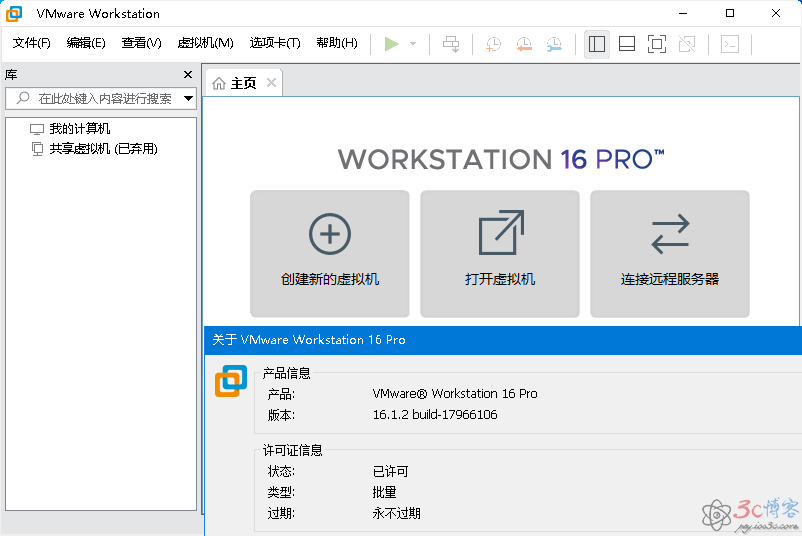 VMware Workstation
文件(F) 编辑(E) 查看(V) 虚拟机(M) 选项卡(T) 帮助(H)
库
在此处键入内容进行搜索
我的计算机
共享虚拟机 (已弃用)
主页
WORKSTATION 16 PRO™
创建新的虚拟机
打开虚拟机
连接远程服务器
关于 VMware Workstation 16 Pro
产品信息
产品: VMware® Workstation 16 Pro
版本: 16.1.2 build-17966106
许可证信息
状态: 已许可
类型: 批量
过期: 永不过期
3c博客